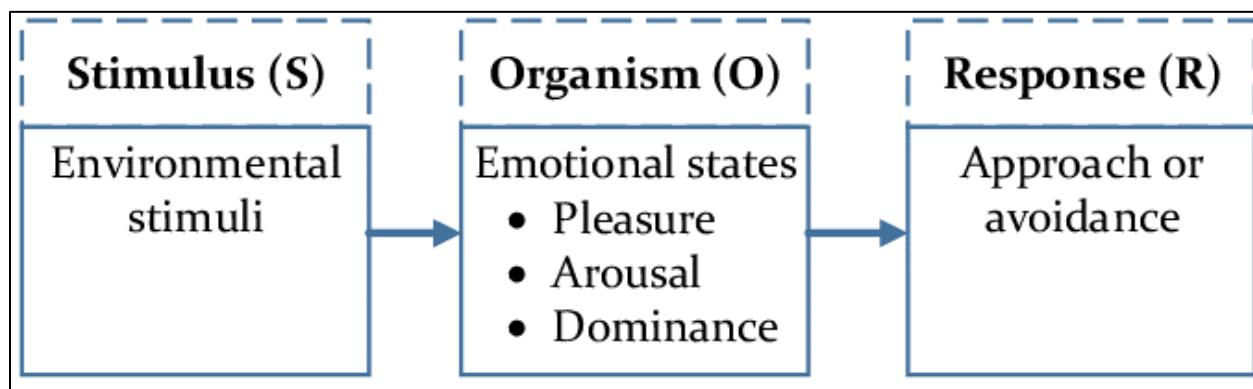 Stimulus (S)
Environmental
stimuli
Organism (O)
Emotional states
• Pleasure
• Arousal
• Dominance
Response (R)
Approach or
avoidance